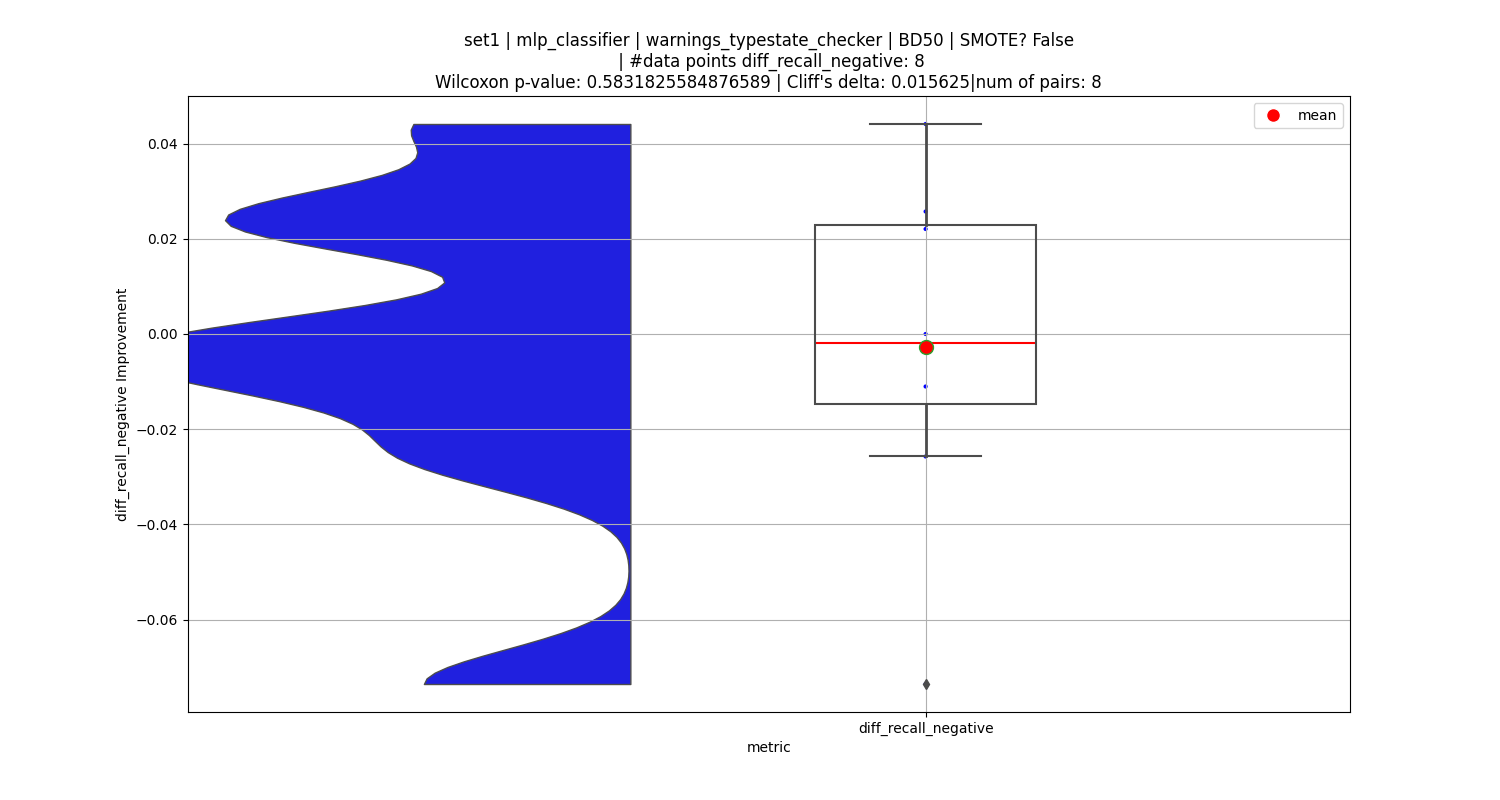 set1 | mlp_classifier | warnings_typestate_checker | BD50 | SMOTE? False
| #data points diff_recall_negative: 8
Wilcoxon p-value: 0.5831825584876589 | Cliff's delta: 0.015625|num of pairs: 8
mean
0.04
0.02
0.00
−0.02
−0.04
−0.06
diff_recall_negative Improvement
diff_recall_negative
metric